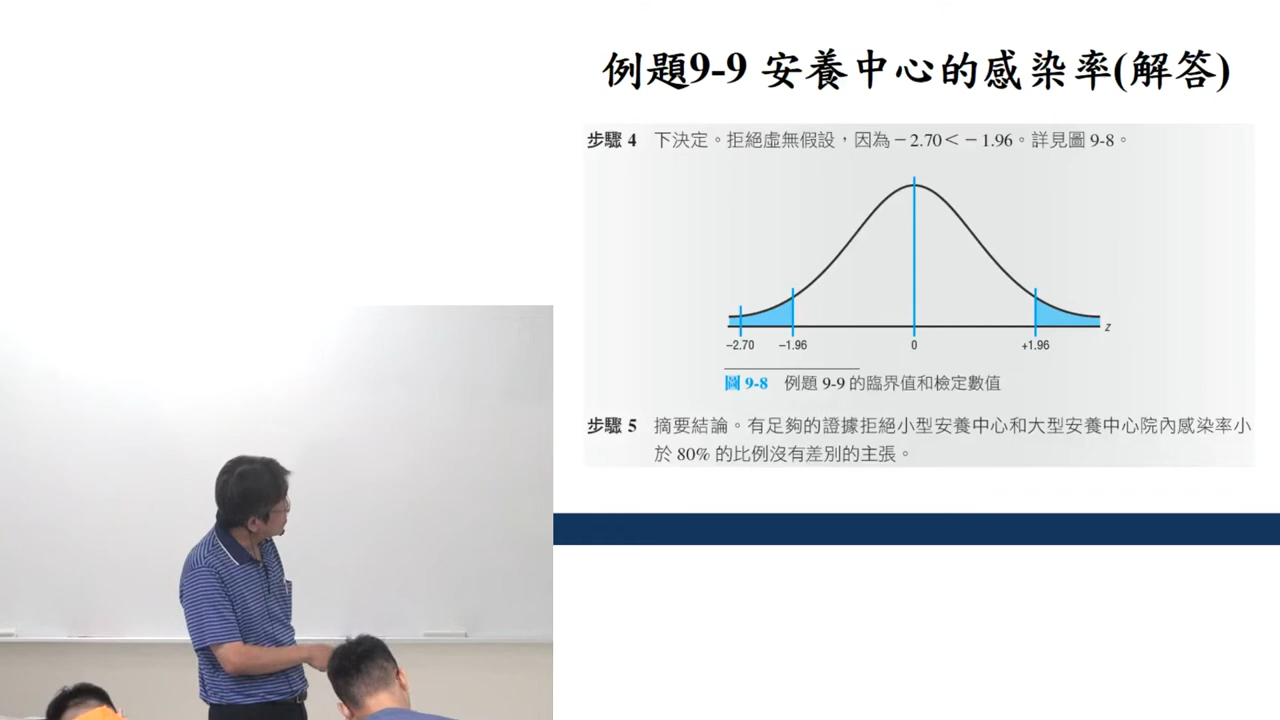 例題9-9 安養中心的感染率(解答)
步驟 4 下決定。拒絕虛無假設，因為－2.70＜－1.96。詳見圖 9-8。
z
−2.70 −1.96 0 +1.96
圖 9-8 例題 9-9 的臨界值和檢定數值
步驟 5 摘要結論。有足夠的證據拒絕小型安養中心和大型安養中心院內感染率小
於 80% 的比例沒有差別的主張。